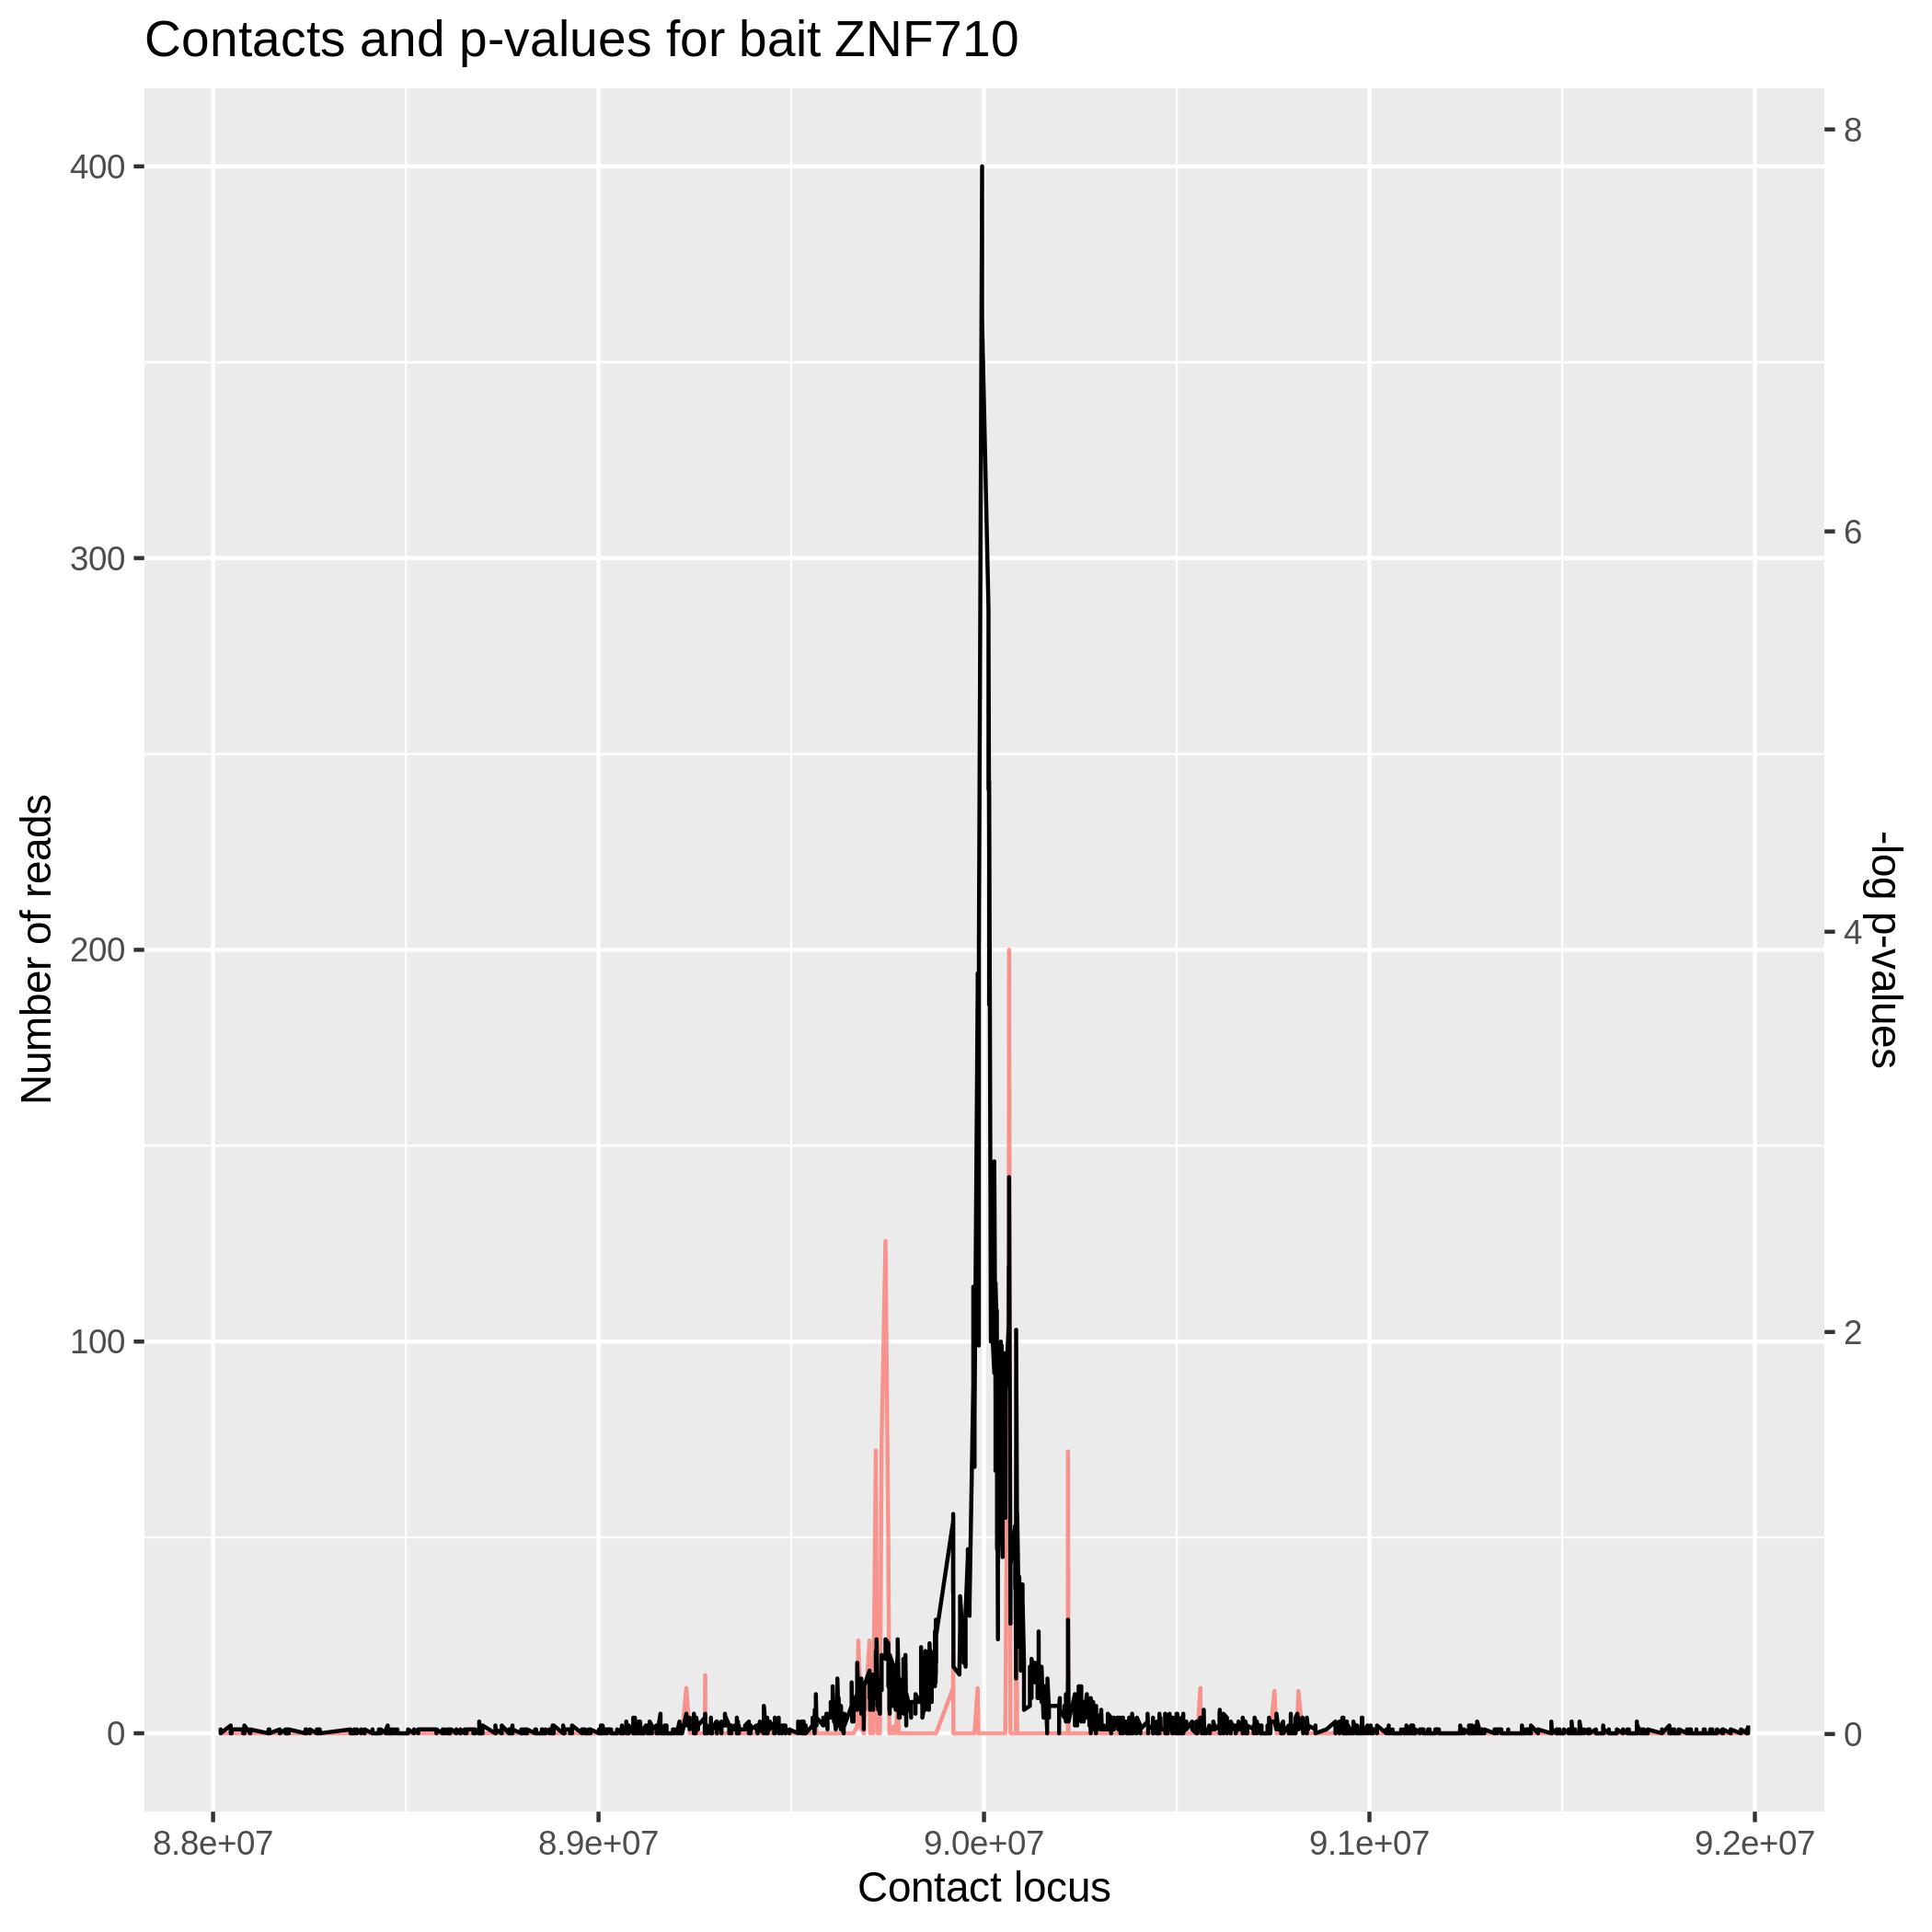 Contacts and p-values for bait ZNF710
400
300
200
100
0
Number of reads
8
6
4
2
0
-log p-values
8.8e+07
8.9e+07
9.0e+07
9.1e+07
9.2e+07
Contact locus